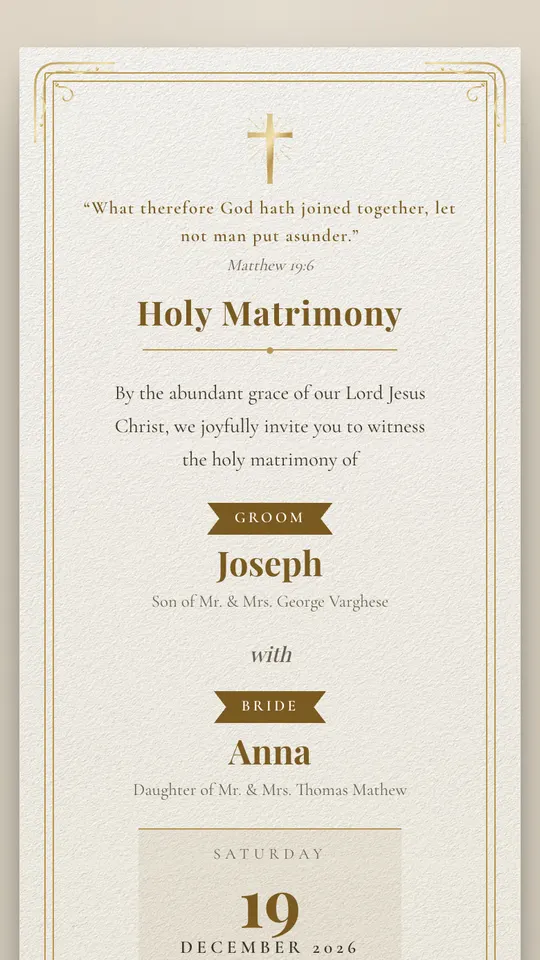 “What therefore God hath joined together, let
not man put asunder.”
Matthew 19:6
Holy Matrimony
By the abundant grace of our Lord Jesus
Christ, we joyfully invite you to witness
the holy matrimony of
GROOM
Joseph
Son of Mr. & Mrs. George Varghese
with
BRIDE
Anna
Daughter of Mr. & Mrs. Thomas Mathew
SATURDAY
19
DECEMBER 2026